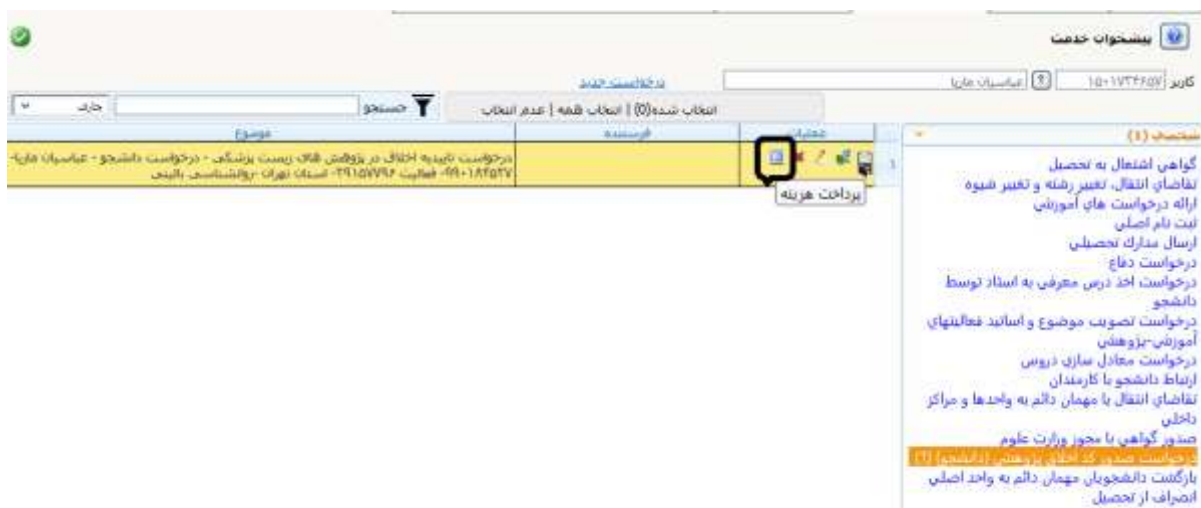 پیشخوان خدمت
کاربر ۱۵۰۱۷۳۴۶۵۷ عباسیان ماریا
درخواست جدید
انتخاب شده(0) | انتخاب همه | عدم انتخاب جستجو جاری
شخصی (1)
عملیات فرستنده موضوع
۱ درخواست تاییدیه اخلاق در پژوهش های زیست پزشکی - درخواست دانشجو - عباسیان ماریا-
۹۹۰۱۸۴۵۲۷- فعالیت ۲۹۱۵۷۷۹۶- استان تهران -روانشناسی بالینی
پرداخت هزینه
گواهی اشتغال به تحصیل
تقاضای انتقال، تغییر رشته و تغییر شیوه
ارائه درخواست های آموزشی
ثبت نام اصلی
ارسال مدارك تحصیلی
درخواست دفاع
درخواست اخذ درس معرفی به استاد توسط
دانشجو
درخواست تصویب موضوع و اساتید فعالیتهای
آموزشی-پژوهشی
درخواست معادل سازی دروس
ارتباط دانشجو با کارمندان
تقاضای انتقال یا مهمان دائم به واحدها و مراکز
داخلی
صدور گواهی با مجوز وزارت علوم
درخواست صدور کد اخلاق پژوهشی (دانشجو) (1)
بازگشت دانشجویان مهمان دائم به واحد اصلی
انصراف از تحصیل